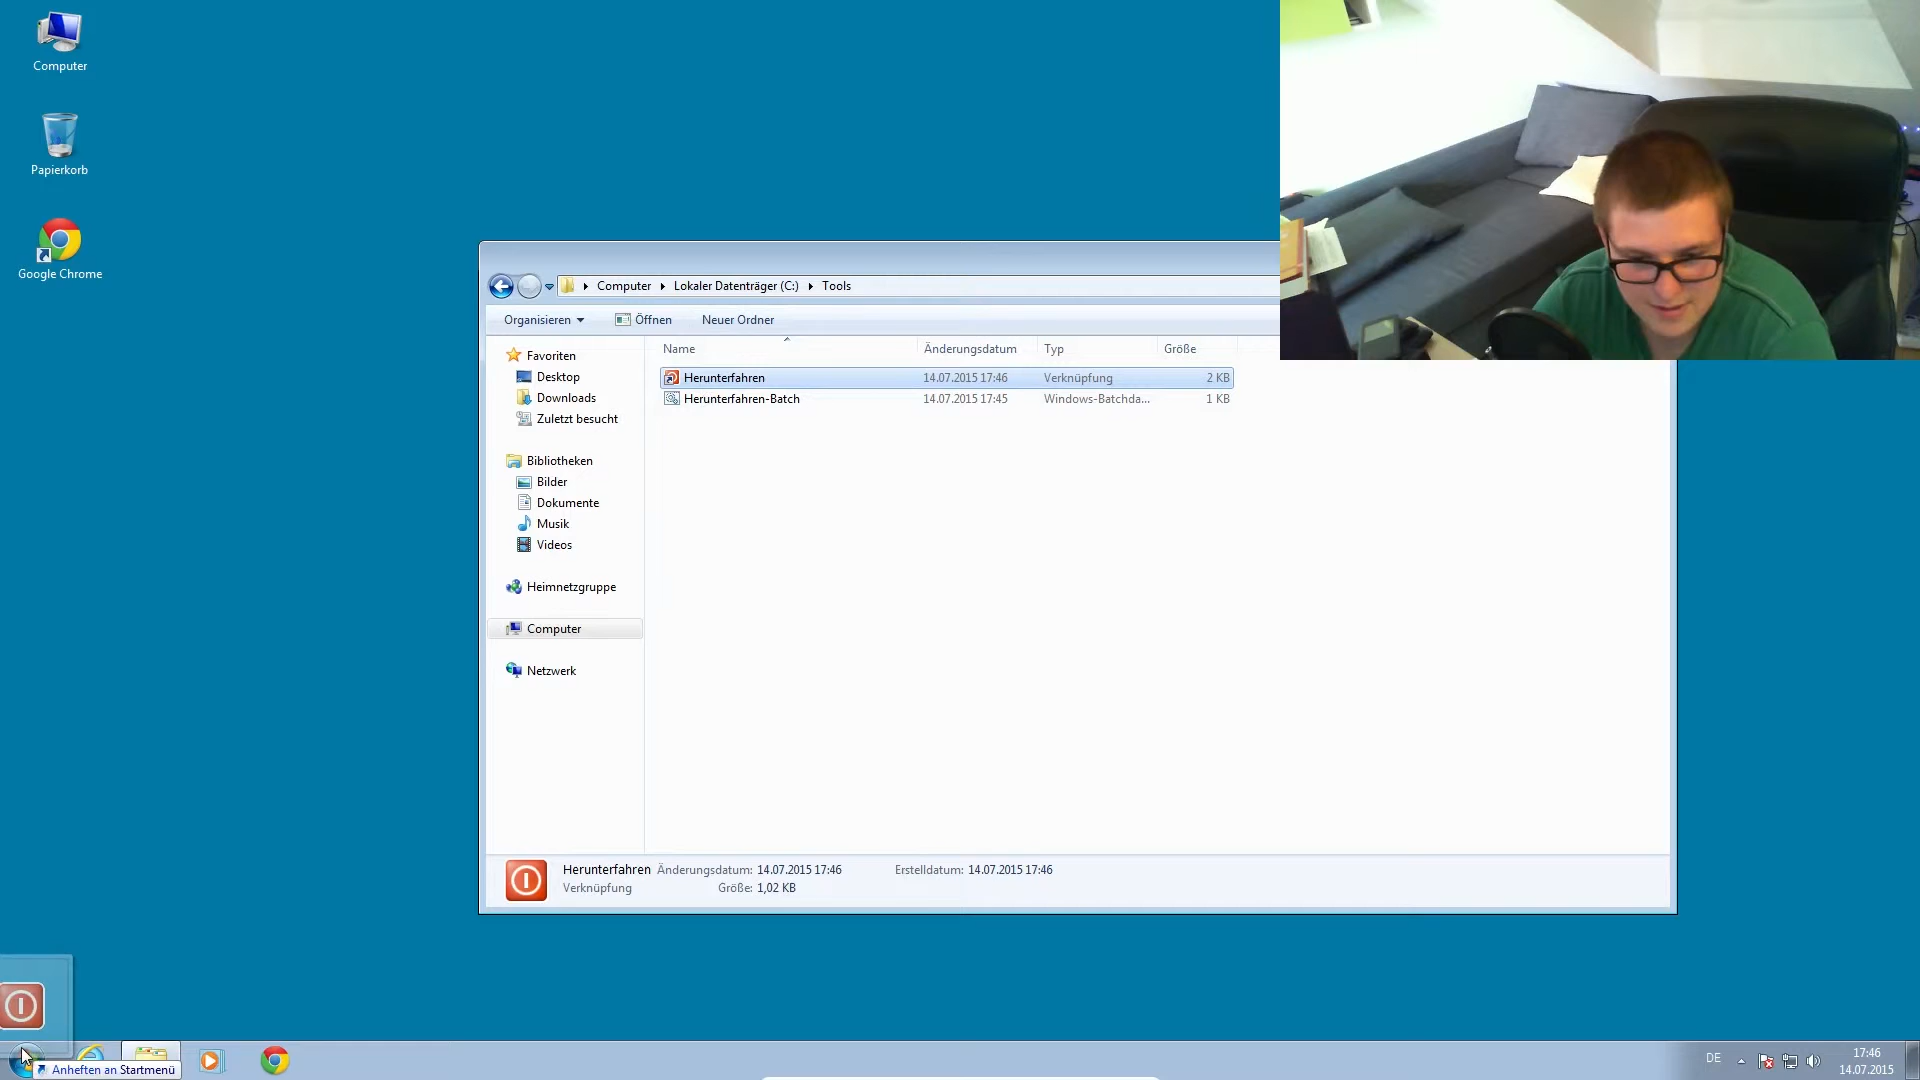 Computer
Papierkorb
Google Chrome
Computer Lokaler Datenträger (C:) Tools
Organisieren Öffnen Neuer Ordner
Name Änderungsdatum Typ Größe
Favoriten
Desktop
Downloads
Zuletzt besucht
Bibliotheken
Bilder
Dokumente
Musik
Videos
Heimnetzgruppe
Computer
Netzwerk
Herunterfahren 14.07.2015 17:46 Verknüpfung 2 KB
Herunterfahren-Batch 14.07.2015 17:45 Windows-Batchda... 1 KB
Herunterfahren Änderungsdatum: 14.07.2015 17:46 Erstelldatum: 14.07.2015 17:46
Verknüpfung Größe: 1,02 KB
Anheften an Startmenü
DE
17:46
14.07.2015